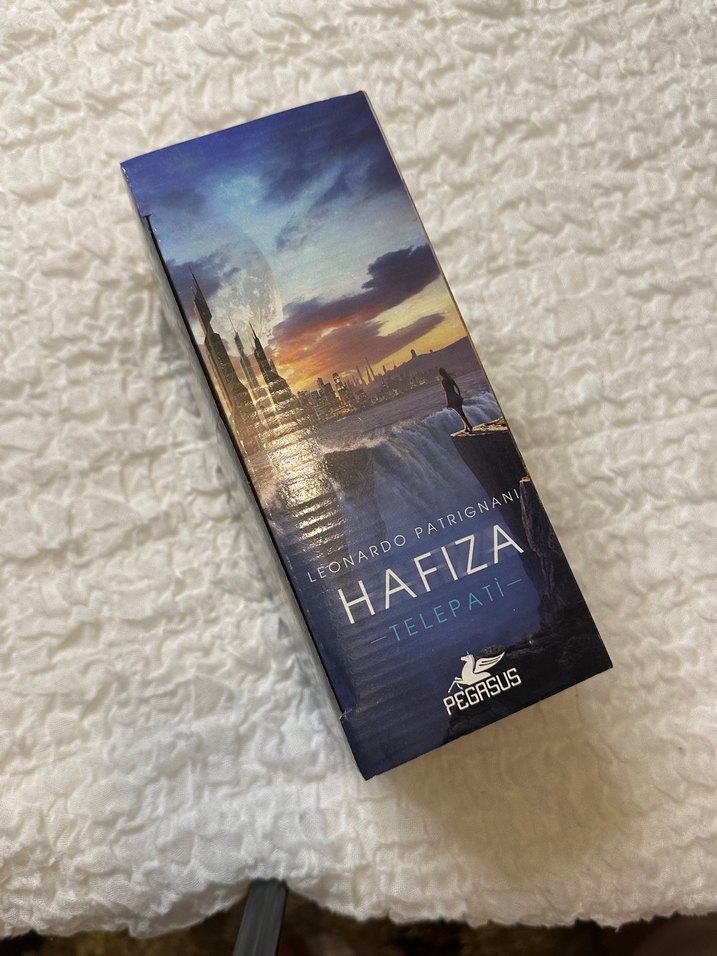 LEONARDO PATRIGNANI
HAFIZA
—TELEPATİ—
PEGASUS